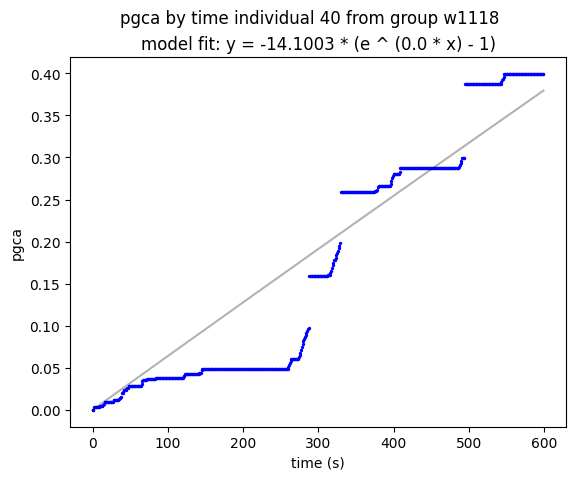 pgca by time individual 40 from group w1118
model fit: y = -14.1003 * (e ^ (0.0 * x) - 1)
0.40
0.35
0.30
0.25
0.20
0.15
0.10
0.05
0.00
pgca
0 100 200 300 400 500 600
time (s)